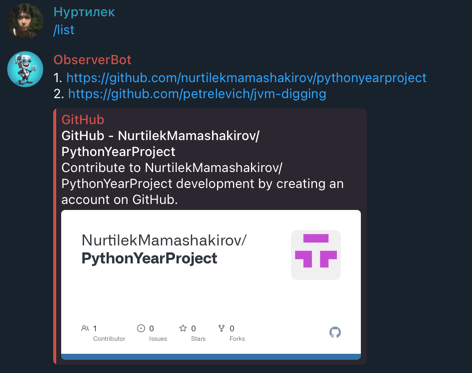 Нуртилек
/list
ObserverBot
1. https://github.com/nurtilekmamashakirov/pythonyearproject
2. https://github.com/petrelevich/jvm-digging
GitHub
GitHub - NurtilekMamashakirov/
PythonYearProject
Contribute to NurtilekMamashakirov/
PythonYearProject development by creating an
account on GitHub.
NurtilekMamashakirov/
PythonYearProject
1 0 0 0
Contributor Issues Stars Forks